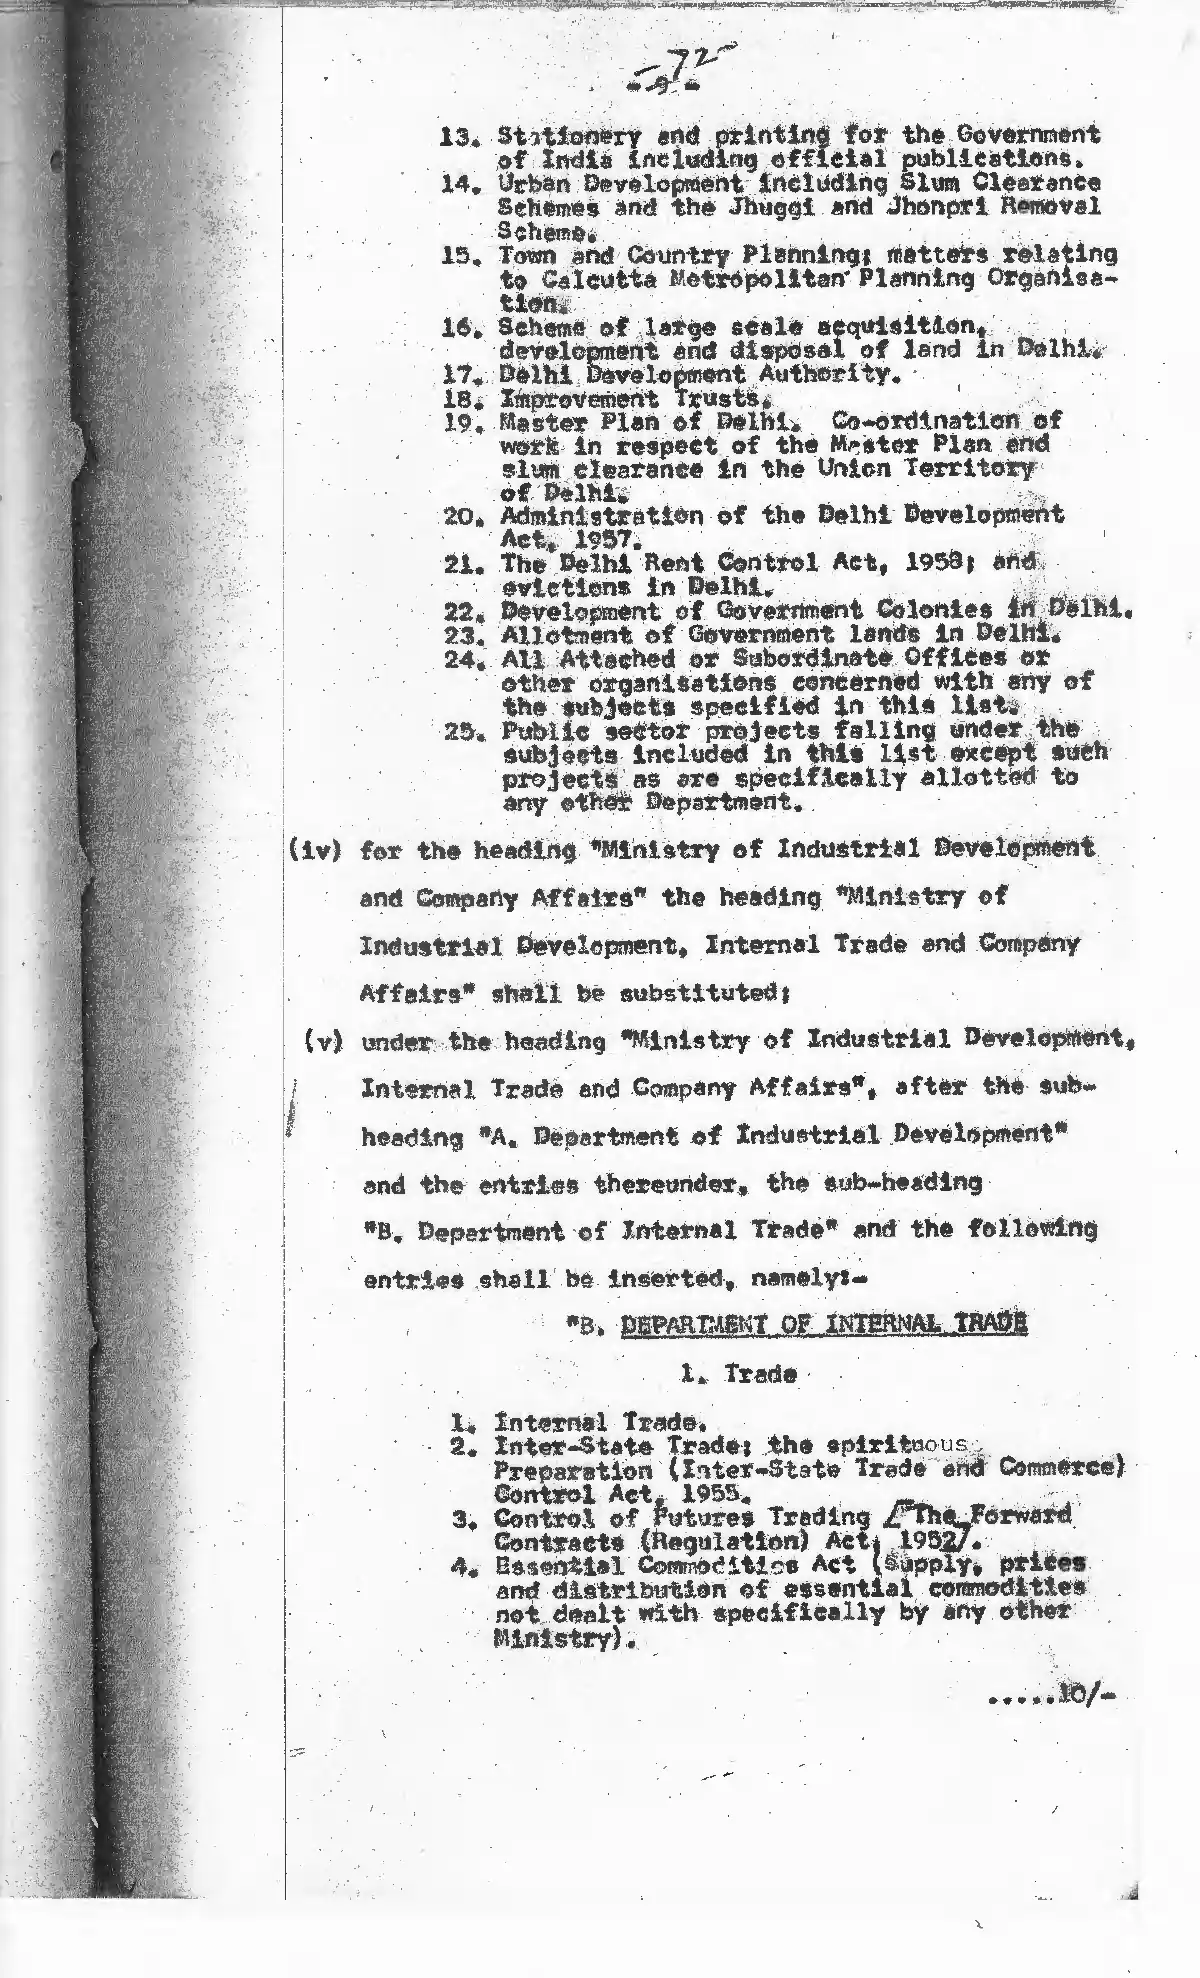 -72-
- 9 -
13. Stationery and printing for the Government
of India including official publications.
14. Urban Development including Slum Clearance
Schemes and the Jhuggi and Jhonpri Removal
Scheme.
15. Town and Country Planning; matters relating
to Calcutta Metropolitan Planning Organisa-
tion.
16. Scheme of large scale acquisition,
development and disposal of land in Delhi.
17. Delhi Development Authority.
18. Improvement Trusts.
19. Master Plan of Delhi. Co-ordination of
work in respect of the Master Plan and
slum clearance in the Union Territory
of Delhi.
20. Administration of the Delhi Development
Act, 1957.
21. The Delhi Rent Control Act, 1958; and
evictions in Delhi.
22. Development of Government Colonies in Delhi.
23. Allotment of Government lands in Delhi.
24. All Attached or Subordinate Offices or
other organisations concerned with any of
the subjects specified in this list.
25. Public sector projects falling under the
subjects included in this list except such
projects as are specifically allotted to
any other Department.
(iv) for the heading "Ministry of Industrial Development
and Company Affairs" the heading "Ministry of
Industrial Development, Internal Trade and Company
Affairs" shall be substituted;
(v) under the heading "Ministry of Industrial Development,
Internal Trade and Company Affairs", after the sub-
heading "A. Department of Industrial Development"
and the entries thereunder, the sub-heading
"B. Department of Internal Trade" and the following
entries shall be inserted, namely:-
"B. DEPARTMENT OF INTERNAL TRADE
1. Trade
1. Internal Trade.
2. Inter-State Trade; the spirituous
Preparation (Inter-State Trade and Commerce)
Control Act, 1955.
3. Control of Futures Trading /The Forward
Contracts (Regulation) Act, 1952/.
4. Essential Commodities Act (Supply, prices
and distribution of essential commodities
not dealt with specifically by any other
Ministry).
.....10/-